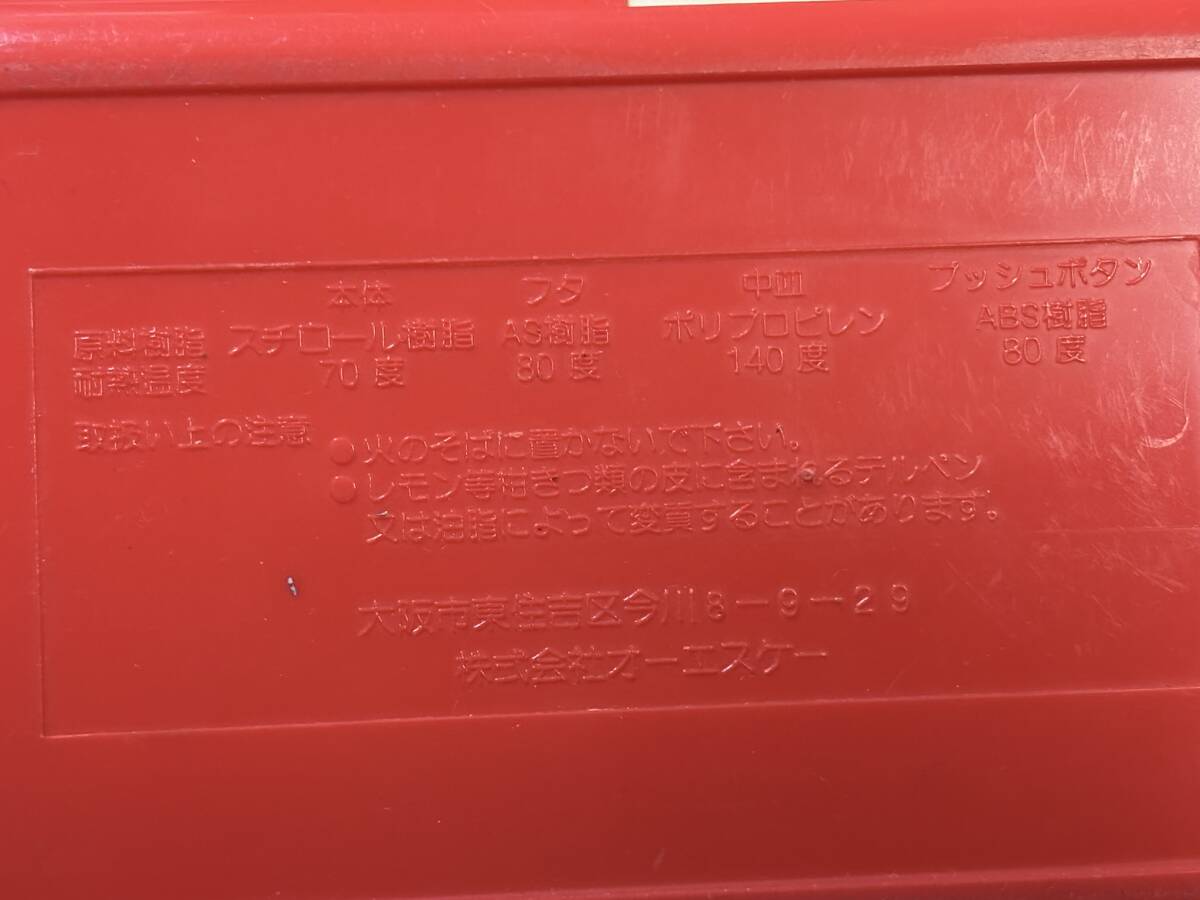 本体 フタ 中皿 プッシュボタン
原料樹脂 スチロール樹脂 AS樹脂 ポリプロピレン ABS樹脂
耐熱温度 70度 80度 140度 80度
取扱い上の注意 ●火のそばに置かないで下さい。
●レモン等柑きつ類の皮に含まれるテルペン
又は油脂によって変質することがあります。
大阪市東住吉区今川8-9-29
株式会社オーエスケー